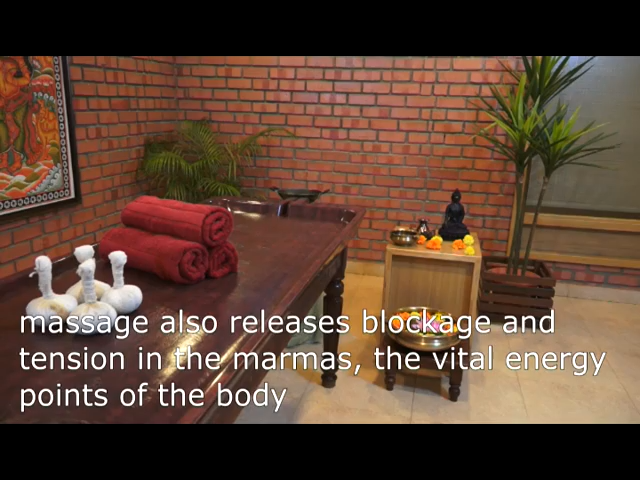 massage also releases blockage and
tension in the marmas, the vital energy
points of the body